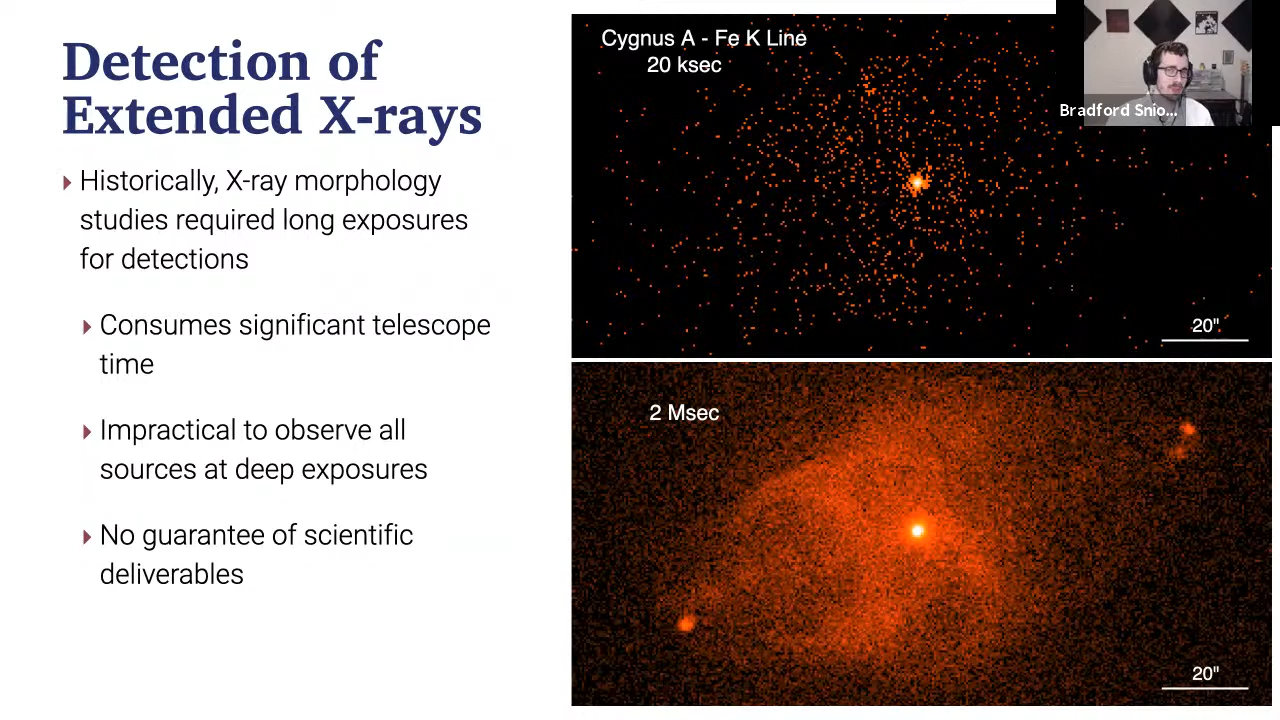 Detection of
Extended X-rays
Historically, X-ray morphology
studies required long exposures
for detections
Consumes significant telescope
time
Impractical to observe all
sources at deep exposures
No guarantee of scientific
deliverables
Cygnus A - Fe K Line
20 ksec
20"
2 Msec
20"
Bradford Snio...